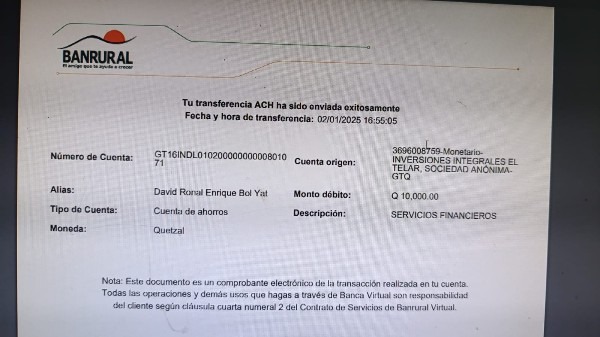 BANRURAL
El amigo que te ayuda a crecer
Tu transferencia ACH ha sido enviada exitosamente
Fecha y hora de transferencia: 02/01/2025 16:55:05
Número de Cuenta: GT16INDL010200000000008010
71
Cuenta origen: 3696008759-Monetario-
INVERSIONES INTEGRALES EL
TELAR, SOCIEDAD ANÓNIMA-
GTQ
Alias: David Ronal Enrique Bol Yat
Monto débito: Q 10,000.00
Tipo de Cuenta: Cuenta de ahorros
Descripción: SERVICIOS FINANCIEROS
Moneda: Quetzal
Nota: Este documento es un comprobante electrónico de la transacción realizada en tu cuenta.
Todas las operaciones y demás usos que hagas a través de Banca Virtual son responsabilidad
del cliente según cláusula cuarta numeral 2 del Contrato de Servicios de Banrural Virtual.